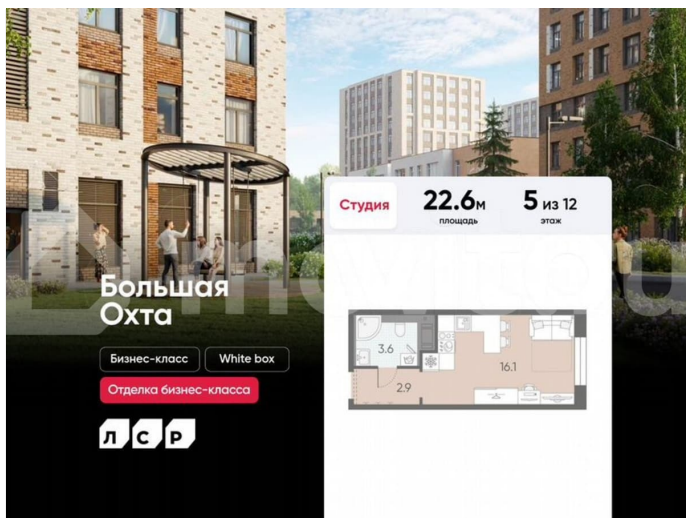 Студия
22.6м
площадь
5 из 12
этаж
Большая
Охта
Бизнес-класс
White box
Отделка бизнес-класса
ЛСР
3.6
2.9
16.1